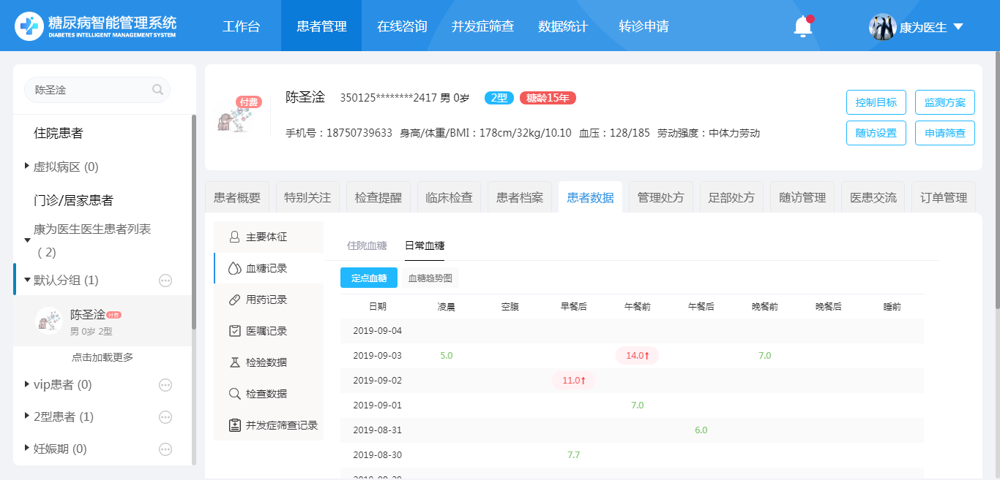 糖尿病智能管理系统
DIABETES INTELLIGENT MANAGEMENT SYSTEM
工作台 患者管理 在线咨询 并发症筛查 数据统计 转诊申请
康为医生
陈圣淦
住院患者
虚拟病区 (0)
门诊/居家患者
康为医生医生患者列表
( 2)
默认分组 (1)
陈圣淦 付费
男 0岁 2型
点击加载更多
vip患者 (0)
2型患者 (1)
妊娠期 (0)
付费
陈圣淦 350125********2417 男 0岁 2型 糖龄15年
手机号：18750739633 身高/体重/BMI：178cm/32kg/10.10 血压：128/185 劳动强度：中体力劳动
控制目标 监测方案
随访设置 申请筛查
患者概要 特别关注 检查提醒 临床检查 患者档案 患者数据 管理处方 足部处方 随访管理 医患交流 订单管理
主要体征
血糖记录
用药记录
医嘱记录
检验数据
检查数据
并发症筛查记录
住院血糖 日常血糖
定点血糖 血糖趋势图
日期 凌晨 空腹 早餐后 午餐前 午餐后 晚餐前 晚餐后 睡前
2019-09-04
2019-09-03 5.0 14.0↑ 7.0
2019-09-02 11.0↑
2019-09-01 7.0
2019-08-31 6.0
2019-08-30 7.7